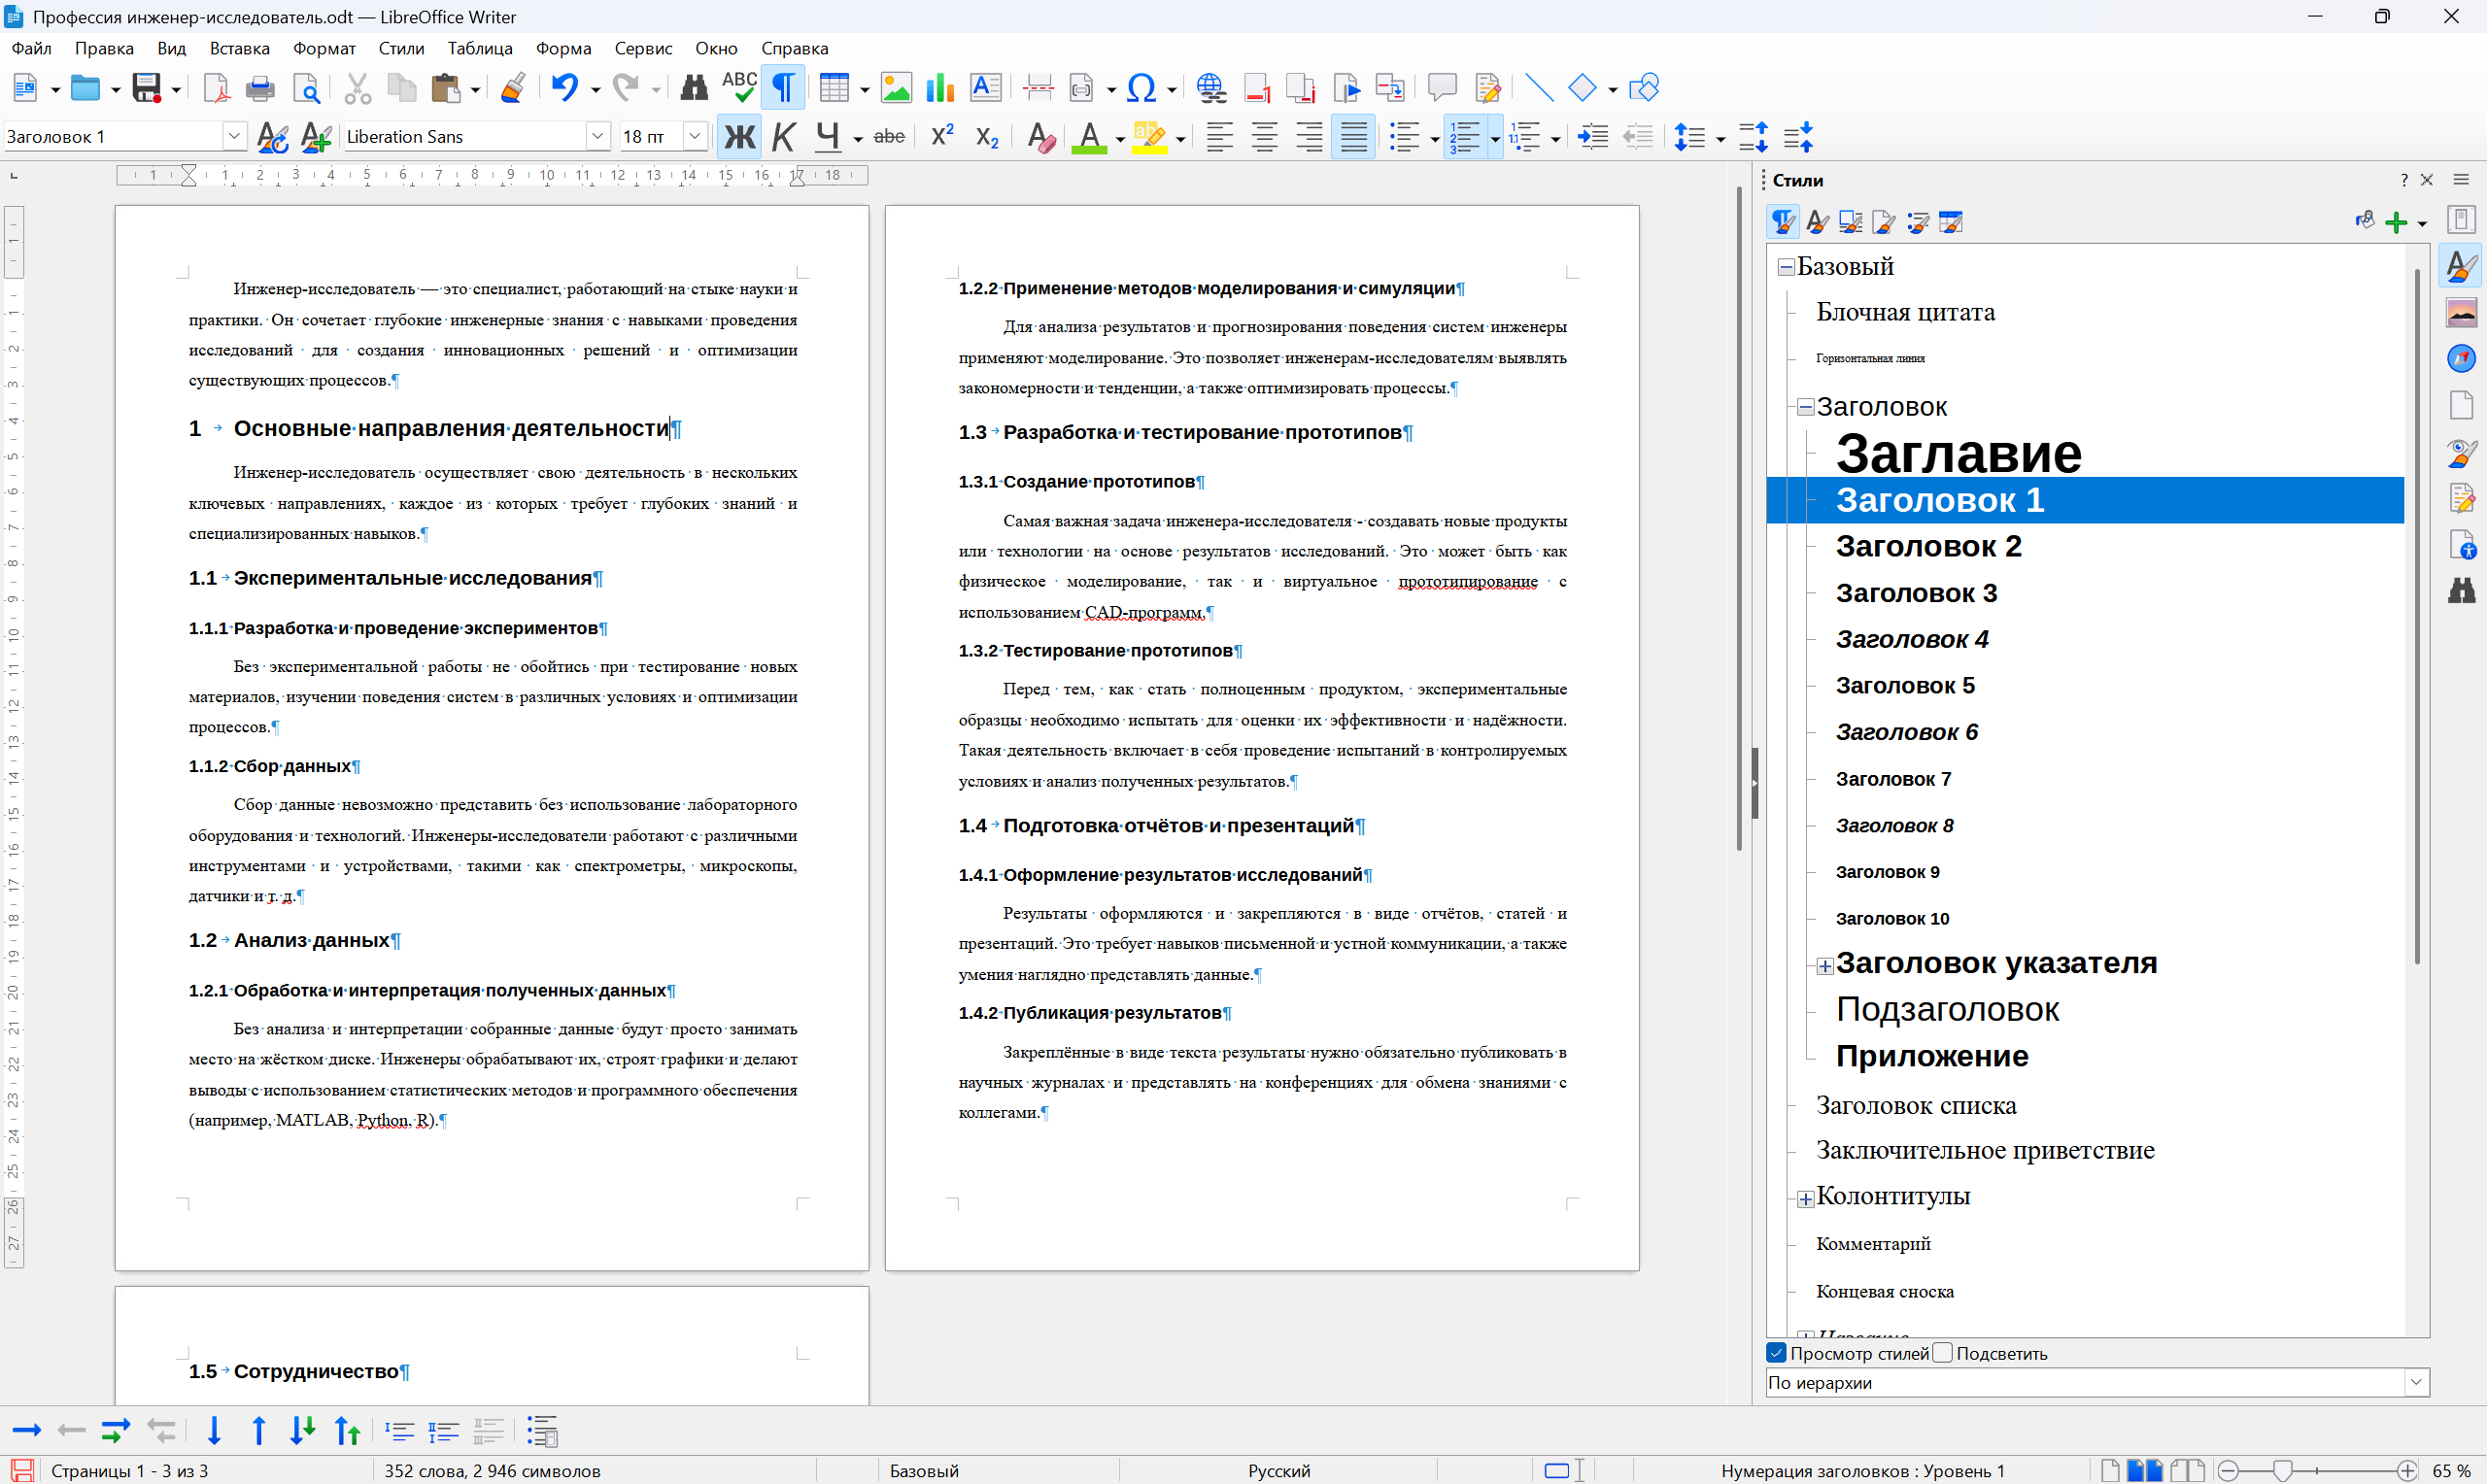 Профессия инженер-исследователь.odt — LibreOffice Writer
Файл Правка Вид Вставка Формат Стили Таблица Форма Сервис Окно Справка
Заголовок 1 Liberation Sans 18 пт
Инженер-исследователь — это специалист, работающий на стыке науки и
практики. Он сочетает глубокие инженерные знания с навыками проведения
исследований для создания инновационных решений и оптимизации
существующих процессов.¶
1 Основные направления деятельности¶
Инженер-исследователь осуществляет свою деятельность в нескольких
ключевых направлениях, каждое из которых требует глубоких знаний и
специализированных навыков.¶
1.1 Экспериментальные исследования¶
1.1.1 Разработка и проведение экспериментов¶
Без экспериментальной работы не обойтись при тестирование новых
материалов, изучении поведения систем в различных условиях и оптимизации
процессов.¶
1.1.2 Сбор данных¶
Сбор данные невозможно представить без использование лабораторного
оборудования и технологий. Инженеры-исследователи работают с различными
инструментами и устройствами, такими как спектрометры, микроскопы,
датчики и т. д.¶
1.2 Анализ данных¶
1.2.1 Обработка и интерпретация полученных данных¶
Без анализа и интерпретации собранные данные будут просто занимать
место на жёстком диске. Инженеры обрабатывают их, строят графики и делают
выводы с использованием статистических методов и программного обеспечения
(например, MATLAB, Python, R).¶
1.2.2 Применение методов моделирования и симуляции¶
Для анализа результатов и прогнозирования поведения систем инженеры
применяют моделирование. Это позволяет инженерам-исследователям выявлять
закономерности и тенденции, а также оптимизировать процессы.¶
1.3 Разработка и тестирование прототипов¶
1.3.1 Создание прототипов¶
Самая важная задача инженера-исследователя - создавать новые продукты
или технологии на основе результатов исследований. Это может быть как
физическое моделирование, так и виртуальное прототипирование с
использованием CAD-программ.¶
1.3.2 Тестирование прототипов¶
Перед тем, как стать полноценным продуктом, экспериментальные
образцы необходимо испытать для оценки их эффективности и надёжности.
Такая деятельность включает в себя проведение испытаний в контролируемых
условиях и анализ полученных результатов.¶
1.4 Подготовка отчётов и презентаций¶
1.4.1 Оформление результатов исследований¶
Результаты оформляются и закрепляются в виде отчётов, статей и
презентаций. Это требует навыков письменной и устной коммуникации, а также
умения наглядно представлять данные.¶
1.4.2 Публикация результатов¶
Закреплённые в виде текста результаты нужно обязательно публиковать в
научных журналах и представлять на конференциях для обмена знаниями с
коллегами.¶
1.5 Сотрудничество¶
Стили
Базовый
Блочная цитата
Горизонтальная линия
Заголовок
Заглавие
Заголовок 1
Заголовок 2
Заголовок 3
Заголовок 4
Заголовок 5
Заголовок 6
Заголовок 7
Заголовок 8
Заголовок 9
Заголовок 10
Заголовок указателя
Подзаголовок
Приложение
Заголовок списка
Заключительное приветствие
Колонтитулы
Комментарий
Концевая сноска
Просмотр стилей Подсветить
По иерархии
Страницы 1 - 3 из 3 352 слова, 2 946 символов Базовый Русский Нумерация заголовков : Уровень 1 65 %